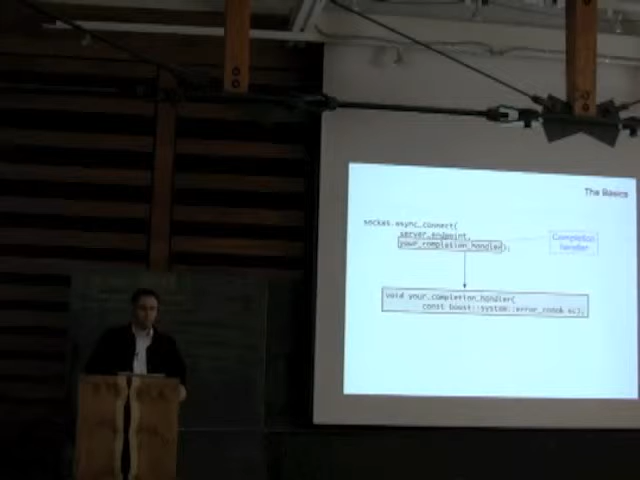 The Basics
socket.async_connect(
server_endpoint,
your_completion_handler);
Completion
handler
void your_completion_handler(
const boost::system::error_code& ec);